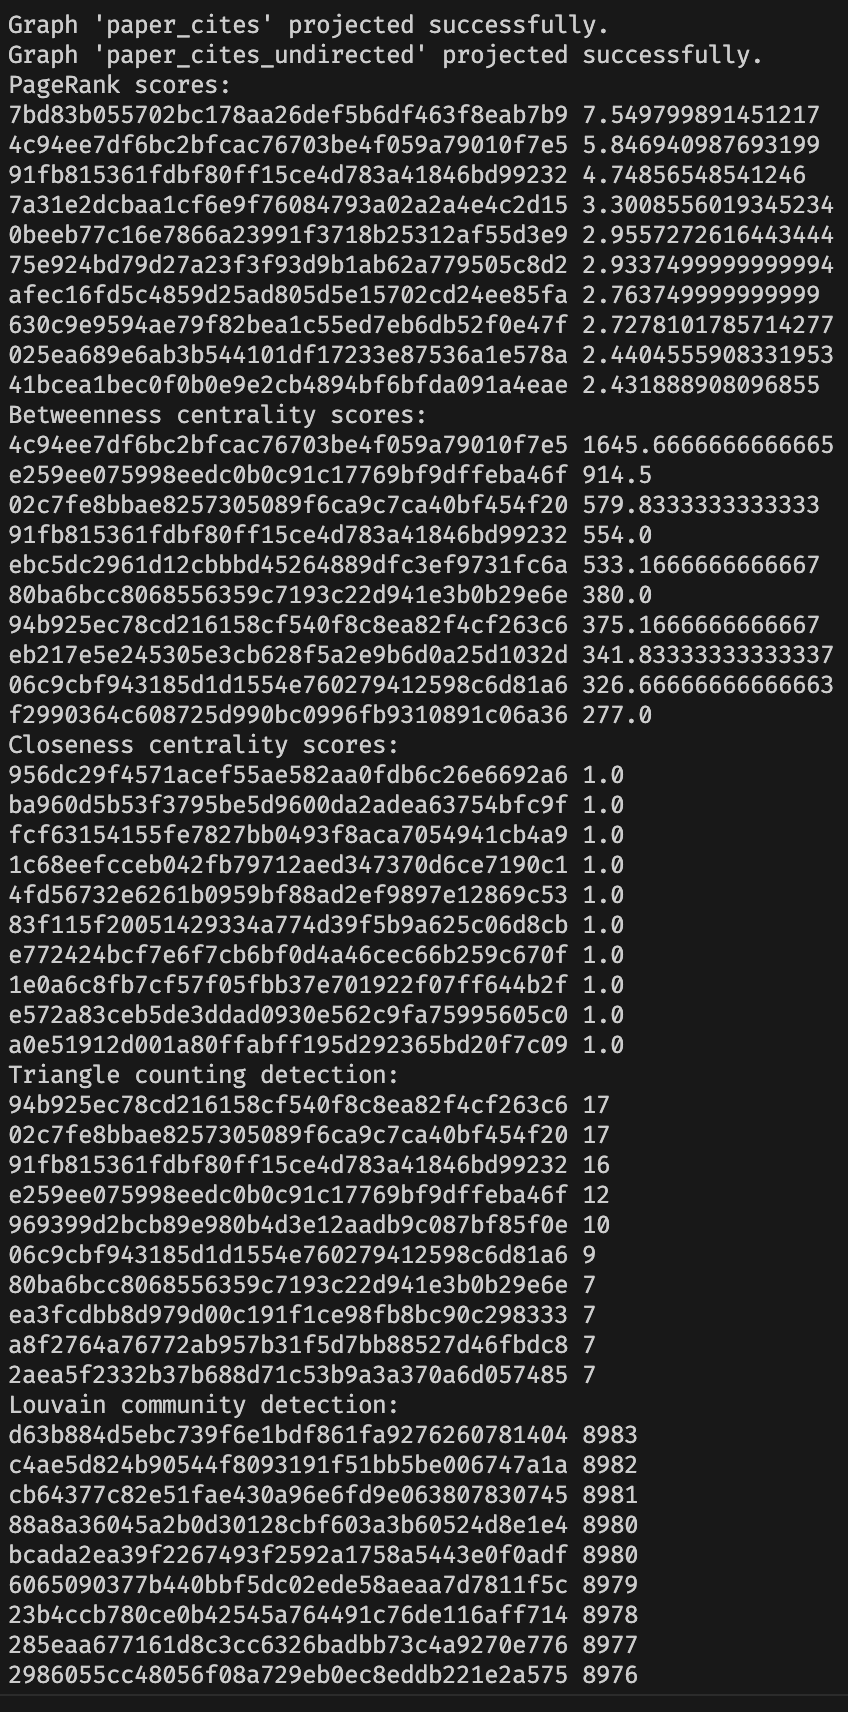 Graph 'paper_cites' projected successfully.
Graph 'paper_cites_undirected' projected successfully.
PageRank scores:
7bd83b055702bc178aa26def5b6df463f8eab7b9 7.549799891451217
4c94ee7df6bc2bfcac76703be4f059a79010f7e5 5.846940987693199
91fb815361fdbf80ff15ce4d783a41846bd99232 4.74856548541246
7a31e2dcbaa1cf6e9f76084793a02a2a4e4c2d15 3.3008556019345234
0beeb77c16e7866a23991f3718b25312af55d3e9 2.9557272616443444
75e924bd79d27a23f3f93d9b1ab62a779505c8d2 2.9337499999999994
afec16fd5c4859d25ad805d5e15702cd24ee85fa 2.763749999999999
630c9e9594ae79f82bea1c55ed7eb6db52f0e47f 2.7278101785714277
025ea689e6ab3b544101df17233e87536a1e578a 2.4404555908331953
41bcea1bec0f0b0e9e2cb4894bf6bfda091a4eae 2.431888908096855
Betweenness centrality scores:
4c94ee7df6bc2bfcac76703be4f059a79010f7e5 1645.6666666666665
e259ee075998eedc0b0c91c17769bf9dffeba46f 914.5
02c7fe8bbae8257305089f6ca9c7ca40bf454f20 579.8333333333333
91fb815361fdbf80ff15ce4d783a41846bd99232 554.0
ebc5dc2961d12cbbbd45264889dfc3ef9731fc6a 533.1666666666667
80ba6bcc8068556359c7193c22d941e3b0b29e6e 380.0
94b925ec78cd216158cf540f8c8ea82f4cf263c6 375.1666666666667
eb217e5e245305e3cb628f5a2e9b6d0a25d1032d 341.83333333333337
06c9cbf943185d1d1554e760279412598c6d81a6 326.66666666666663
f2990364c608725d990bc0996fb9310891c06a36 277.0
Closeness centrality scores:
956dc29f4571acef55ae582aa0fdb6c26e6692a6 1.0
ba960d5b53f3795be5d9600da2adea63754bfc9f 1.0
fcf63154155fe7827bb0493f8aca7054941cb4a9 1.0
1c68eefcceb042fb79712aed347370d6ce7190c1 1.0
4fd56732e6261b0959bf88ad2ef9897e12869c53 1.0
83f115f20051429334a774d39f5b9a625c06d8cb 1.0
e772424bcf7e6f7cb6bf0d4a46cec66b259c670f 1.0
1e0a6c8fb7cf57f05fbb37e701922f07ff644b2f 1.0
e572a83ceb5de3ddad0930e562c9fa75995605c0 1.0
a0e51912d001a80ffabff195d292365bd20f7c09 1.0
Triangle counting detection:
94b925ec78cd216158cf540f8c8ea82f4cf263c6 17
02c7fe8bbae8257305089f6ca9c7ca40bf454f20 17
91fb815361fdbf80ff15ce4d783a41846bd99232 16
e259ee075998eedc0b0c91c17769bf9dffeba46f 12
969399d2bcb89e980b4d3e12aadb9c087bf85f0e 10
06c9cbf943185d1d1554e760279412598c6d81a6 9
80ba6bcc8068556359c7193c22d941e3b0b29e6e 7
ea3fcdbb8d979d00c191f1ce98fb8bc90c298333 7
a8f2764a76772ab957b31f5d7bb88527d46fbdc8 7
2aea5f2332b37b688d71c53b9a3a370a6d057485 7
Louvain community detection:
d63b884d5ebc739f6e1bdf861fa9276260781404 8983
c4ae5d824b90544f8093191f51bb5be006747a1a 8982
cb64377c82e51fae430a96e6fd9e063807830745 8981
88a8a36045a2b0d30128cbf603a3b60524d8e1e4 8980
bcada2ea39f2267493f2592a1758a5443e0f0adf 8980
6065090377b440bbf5dc02ede58aeaa7d7811f5c 8979
23b4ccb780ce0b42545a764491c76de116aff714 8978
285eaa677161d8c3cc6326badbb73c4a9270e776 8977
2986055cc48056f08a729eb0ec8eddb221e2a575 8976